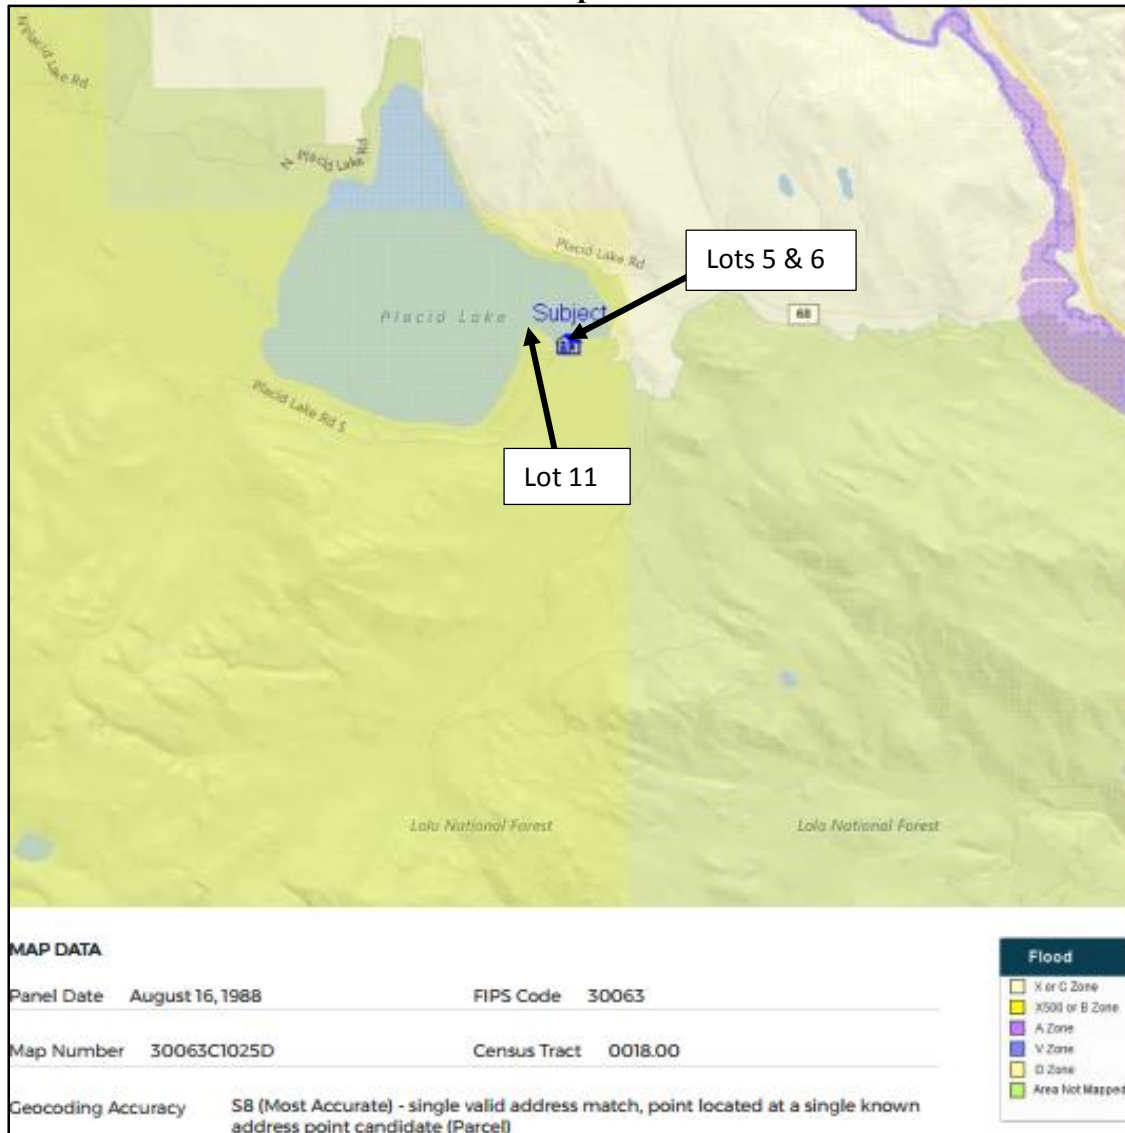 N Placid Lake Rd
N Placid Lake Rd
Placid Lake Rd
Lots 5 & 6
Placid Lake
Subject
68
Placid Lake Rd S
Lot 11
Lolo National Forest
Lolo National Forest
MAP DATA
Flood
Panel Date August 16, 1988 FIPS Code 30063
X or C Zone
X500 or B Zone
Map Number 30063C1025D Census Tract 0018.00
A Zone
V Zone
D Zone
Area Not Mapped
Geocoding Accuracy S8 (Most Accurate) - single valid address match, point located at a single known
address point candidate (Parcel)